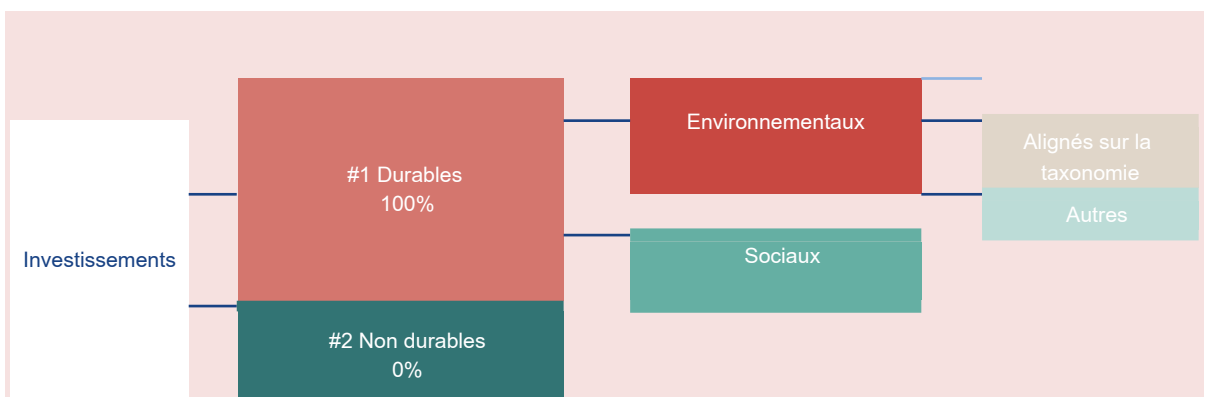 Investissements
#1 Durables
100%
#2 Non durables
0%
Environnementaux
Sociaux
Alignés sur la
taxonomie
Autres